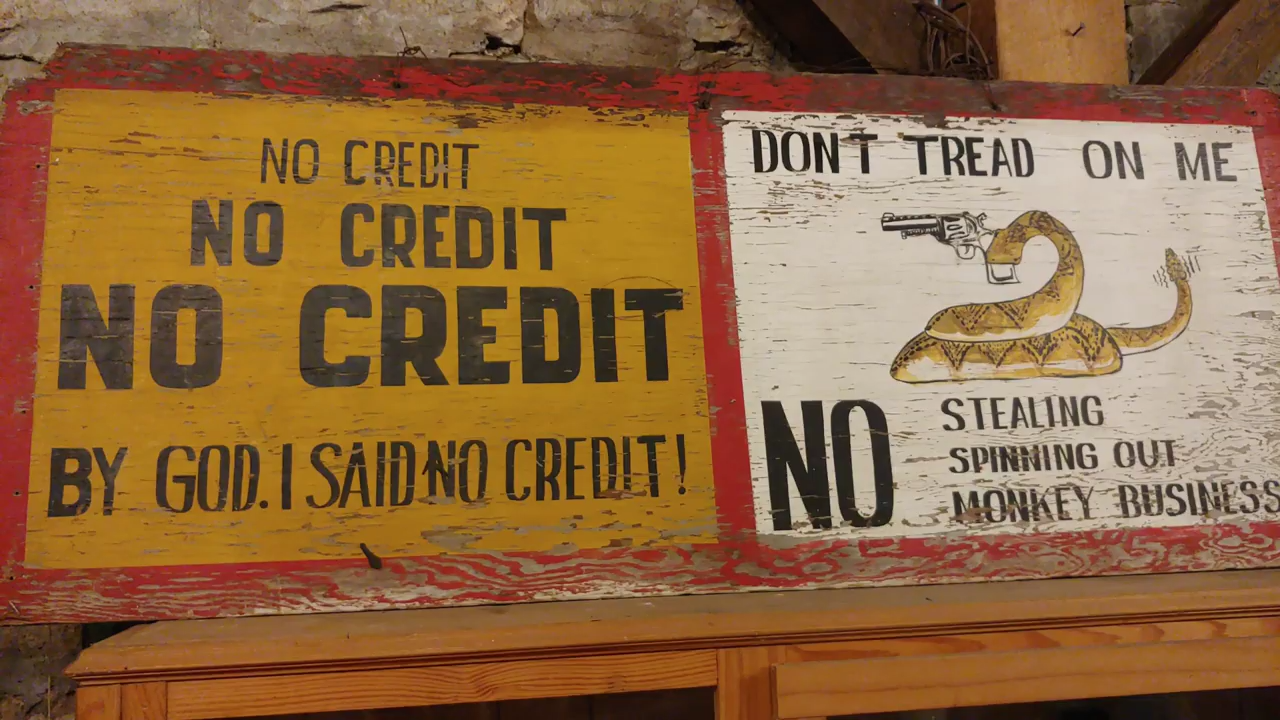 NO CREDIT
NO CREDIT
NO CREDIT
BY GOD. I SAID NO CREDIT!
DON'T TREAD ON ME
NO
STEALING
SPINNING OUT
MONKEY BUSINESS